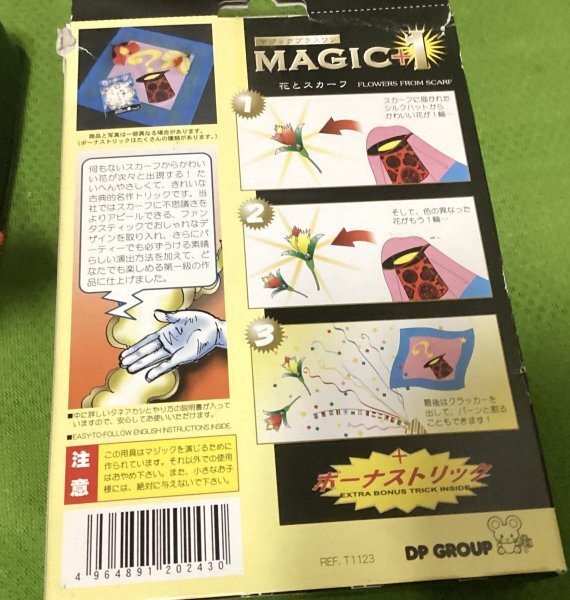 マジックプラスワン
MAGIC+1
花とスカーフ FLOWERS FROM SCARF
商品と写真は一部異なる場合があります。
(ボーナストリックはたくさんの種類があります。)
何もないスカーフからかわい
い花が次々と出現する！た
いへんやさしくて、きれいな
古典的名作トリックです。当
社ではスカーフに不思議さを
よりアピールできる、ファン
タスティックでおしゃれなデ
ザインを取り入れ、さらにパ
ーティーでも必ずうける素晴
らしい演出方法を加えて、ど
なたでも楽しめる第一級の作
品に仕上げました。
■中に詳しいタネアカシとやり方の説明書が入って
いますので、安心してお使いいただけます。
■EASY-TO-FOLLOW ENGLISH INSTRUCTIONS INSIDE.
注意
この用具はマジックを演じるために
作られています。それ以外での使用
はおやめ下さい。また、小さなお子
様には、絶対に与えないで下さい。
4 964891 202430
1
スカーフに描かれた
シルクハットから
かわいい花が1輪…
2
そして、色の異なった
花がもう1輪…
3
最後はクラッカーを
出して、パーンと割る
こともできます！
+
ボーナストリック
EXTRA BONUS TRICK INSIDE
REF. T1123
DP GROUP